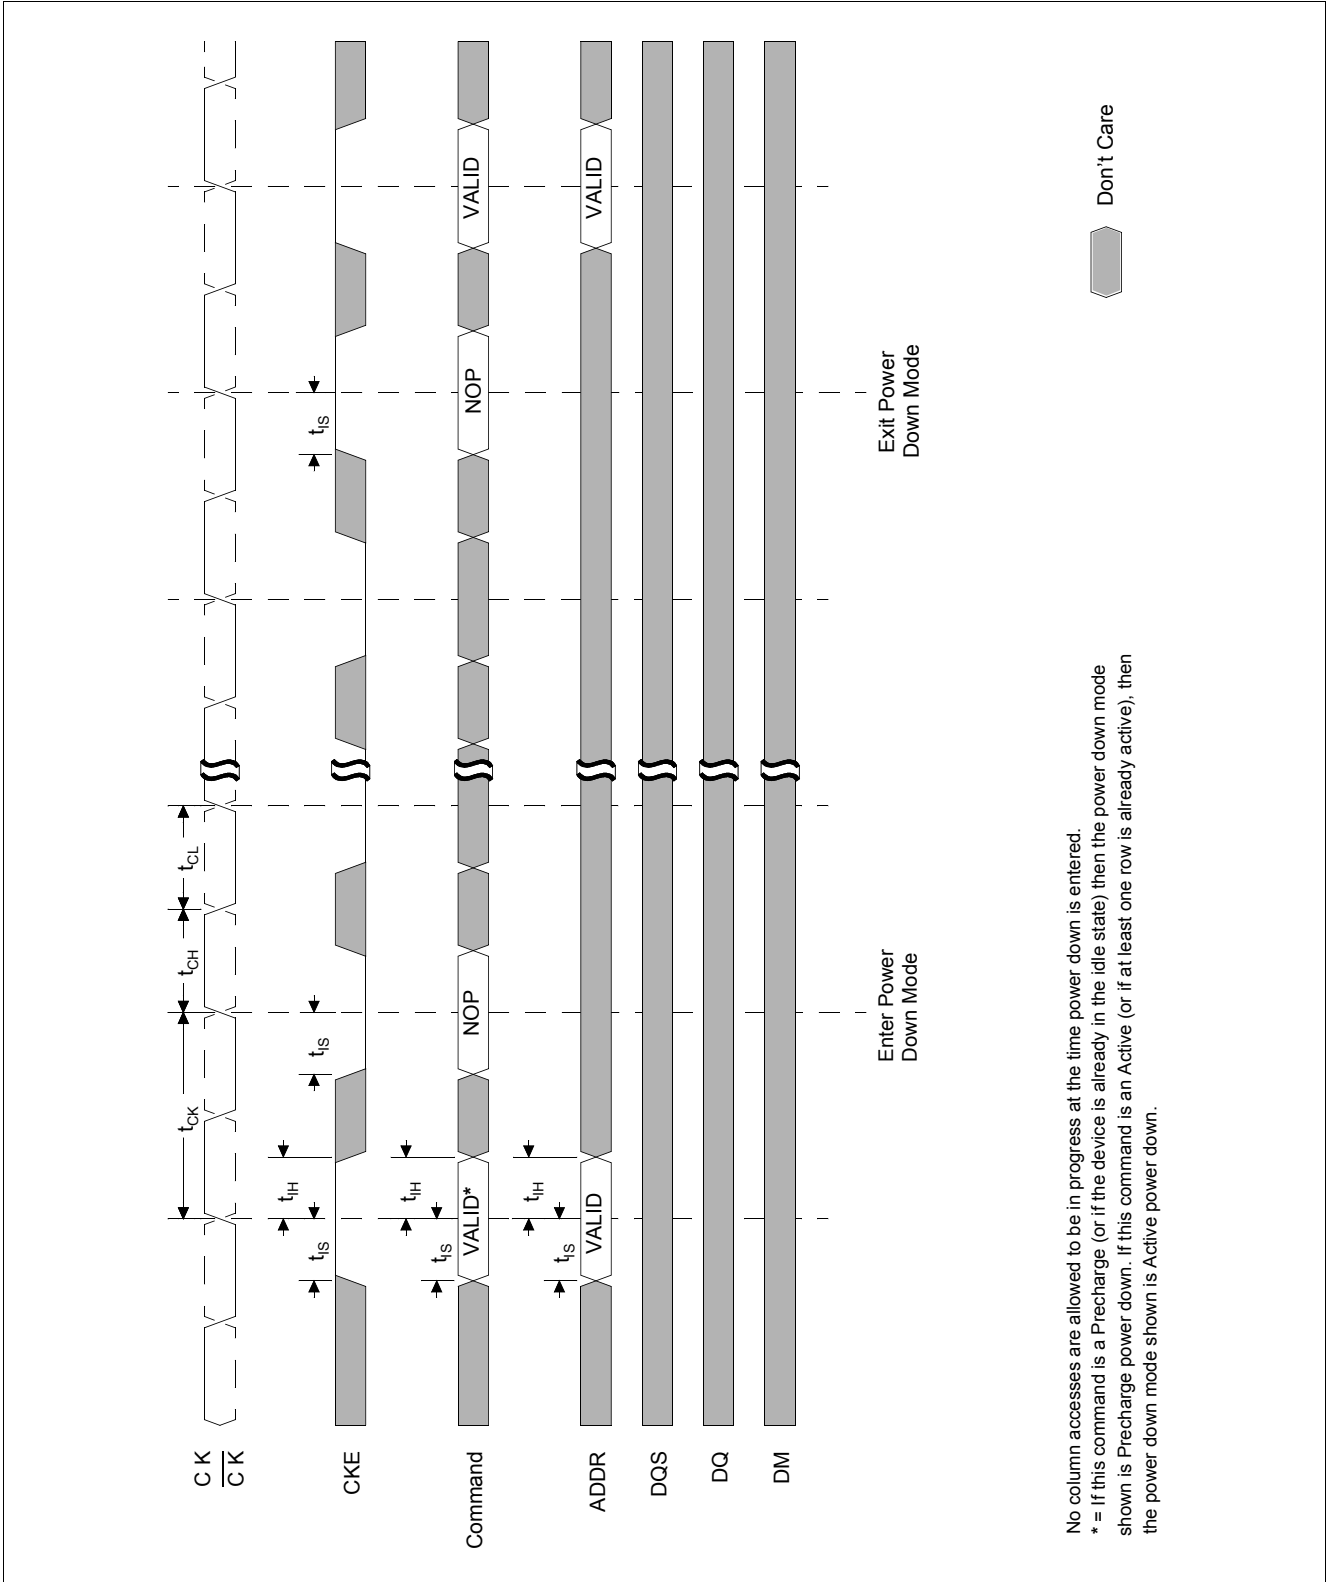 tCK
tCH
tCL
CK
CK
tIS
tIH
tIS
tIS
CKE
tIS
tIH
Command
VALID*
NOP
NOP
VALID
tIS
tIH
ADDR
VALID
VALID
DQS
DQ
DM
Enter Power
Down Mode
Exit Power
Down Mode
No column accesses are allowed to be in progress at the time power down is entered.
* = If this command is a Precharge (or if the device is already in the idle state) then the power down mode
shown is Precharge power down. If this command is an Active (or if at least one row is already active), then
the power down mode shown is Active power down.
Don't Care